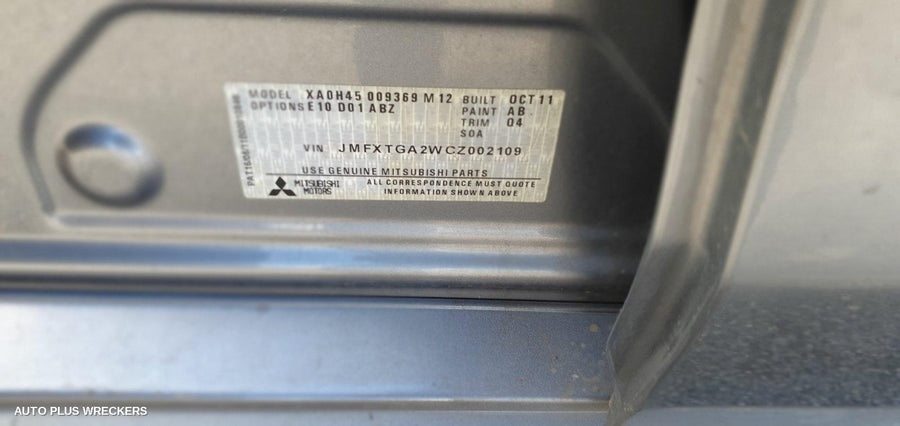 MODEL XA0H45 009369 M12 BUILT OCT11
OPTIONS E10 D01 ABZ PAINT AB
TRIM 04
SOA
VIN JMFXTGA2WCZ002109
USE GENUINE MITSUBISHI PARTS
MITSUBISHI MOTORS
ALL CORRESPONDENCE MUST QUOTE
INFORMATION SHOWN ABOVE
AUTO PLUS WRECKERS